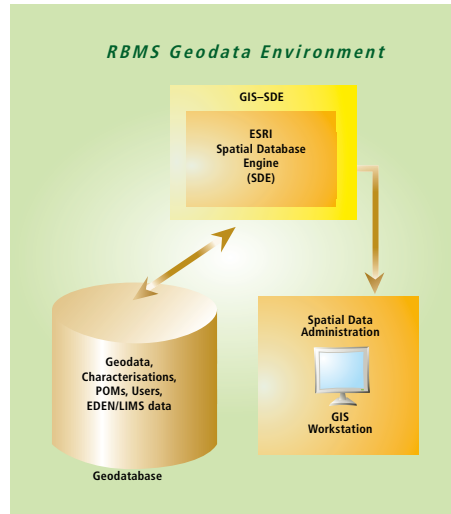 RBMS Geodata Environment
GIS–SDE
ESRI
Spatial Database
Engine
(SDE)
Geodata,
Characterisations,
POMs, Users,
EDEN/LIMS data
Geodatabase
Spatial Data
Administration
GIS
Workstation